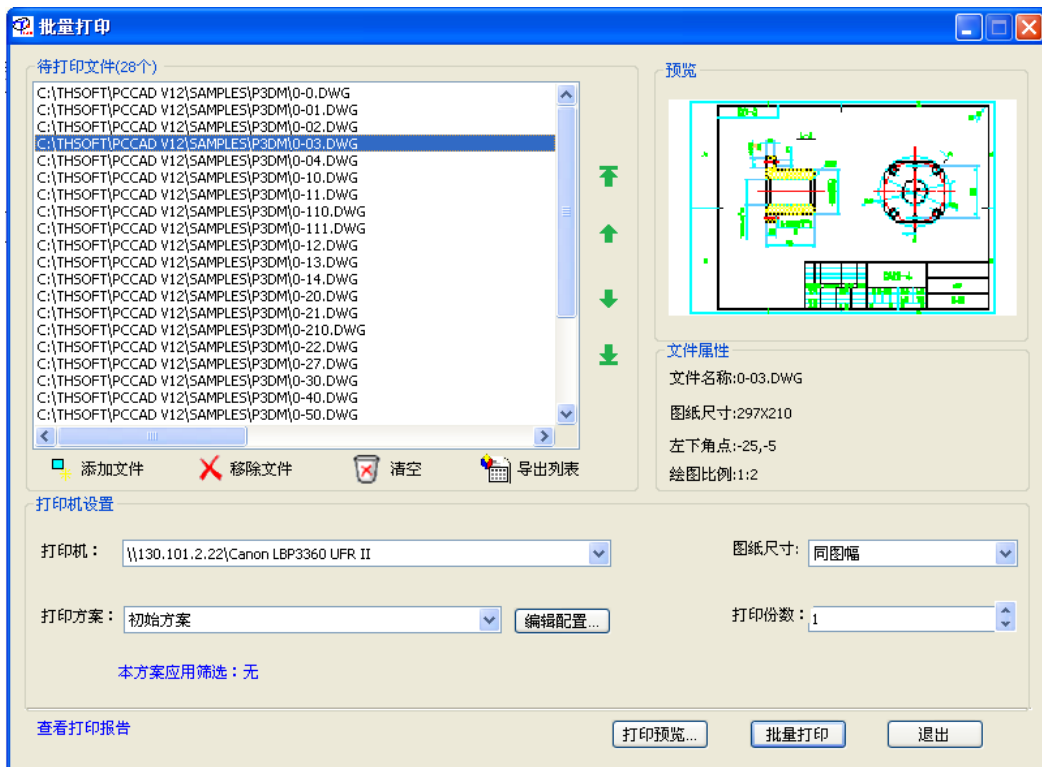 批量打印
待打印文件(28个)
C:\THSOFT\PCCAD V12\SAMPLES\P3DM\0-0.DWG
C:\THSOFT\PCCAD V12\SAMPLES\P3DM\0-01.DWG
C:\THSOFT\PCCAD V12\SAMPLES\P3DM\0-02.DWG
C:\THSOFT\PCCAD V12\SAMPLES\P3DM\0-03.DWG
C:\THSOFT\PCCAD V12\SAMPLES\P3DM\0-04.DWG
C:\THSOFT\PCCAD V12\SAMPLES\P3DM\0-10.DWG
C:\THSOFT\PCCAD V12\SAMPLES\P3DM\0-11.DWG
C:\THSOFT\PCCAD V12\SAMPLES\P3DM\0-110.DWG
C:\THSOFT\PCCAD V12\SAMPLES\P3DM\0-111.DWG
C:\THSOFT\PCCAD V12\SAMPLES\P3DM\0-12.DWG
C:\THSOFT\PCCAD V12\SAMPLES\P3DM\0-13.DWG
C:\THSOFT\PCCAD V12\SAMPLES\P3DM\0-14.DWG
C:\THSOFT\PCCAD V12\SAMPLES\P3DM\0-20.DWG
C:\THSOFT\PCCAD V12\SAMPLES\P3DM\0-21.DWG
C:\THSOFT\PCCAD V12\SAMPLES\P3DM\0-210.DWG
C:\THSOFT\PCCAD V12\SAMPLES\P3DM\0-22.DWG
C:\THSOFT\PCCAD V12\SAMPLES\P3DM\0-27.DWG
C:\THSOFT\PCCAD V12\SAMPLES\P3DM\0-30.DWG
C:\THSOFT\PCCAD V12\SAMPLES\P3DM\0-40.DWG
C:\THSOFT\PCCAD V12\SAMPLES\P3DM\0-50.DWG
添加文件 移除文件 清空 导出列表
预览
文件属性
文件名称:0-03.DWG
图纸尺寸:297X210
左下角点:-25,-5
绘图比例:1:2
打印机设置
打印机： \\130.101.2.22\Canon LBP3360 UFR II 图纸尺寸: 同图幅
打印方案： 初始方案 编辑配置... 打印份数： 1
本方案应用筛选：无
查看打印报告 打印预览... 批量打印 退出